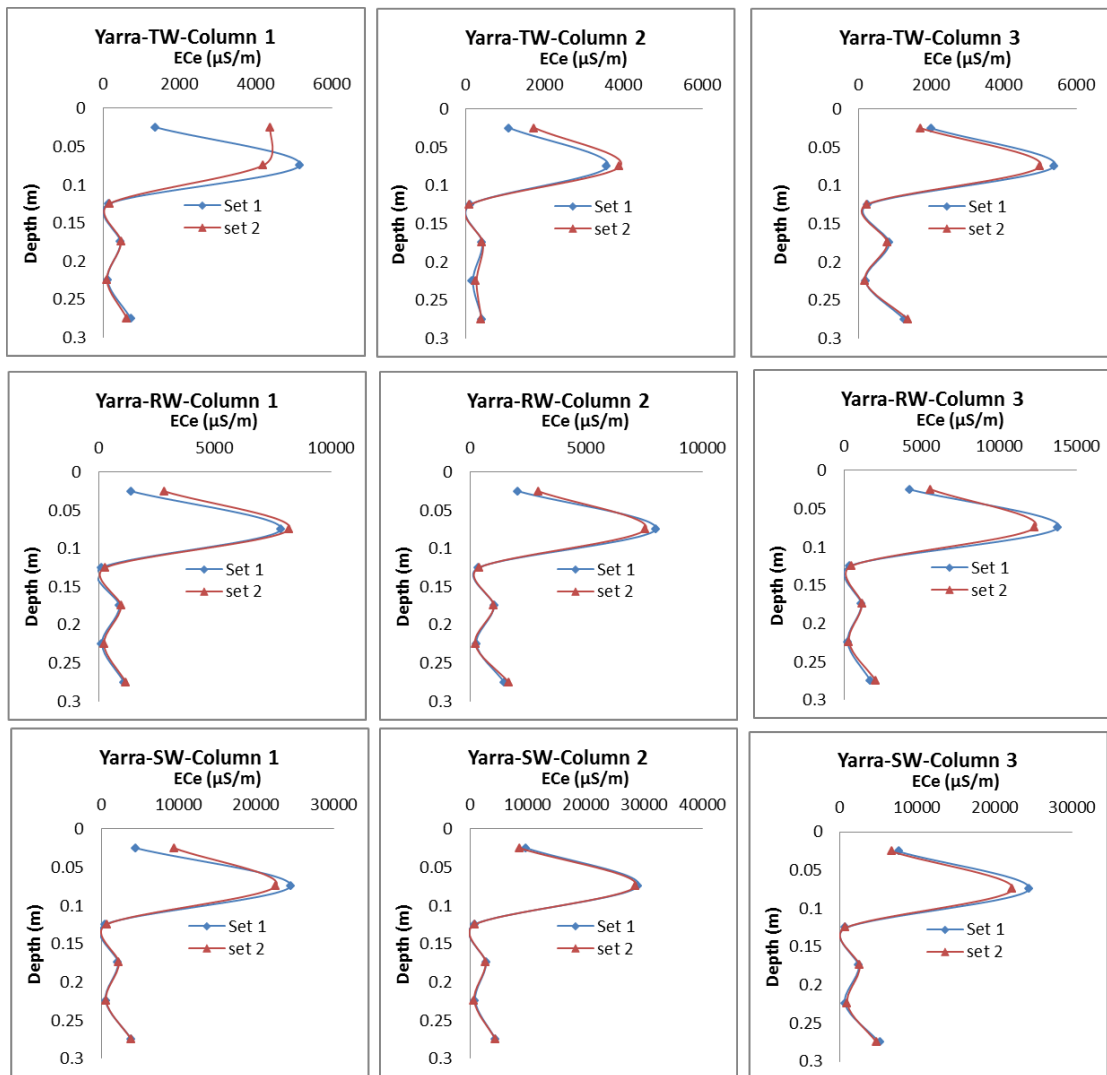 Yarra-TW-Column 1
ECe (µS/m)
0 2000 4000 6000
0
0.05
0.1
0.15
0.2
0.25
0.3
Depth (m)
Set 1
set 2
Yarra-TW-Column 2
ECe (µS/m)
0 2000 4000 6000
0
0.05
0.1
0.15
0.2
0.25
0.3
Depth (m)
Set 1
set 2
Yarra-TW-Column 3
ECe (µS/m)
0 2000 4000 6000
0
0.05
0.1
0.15
0.2
0.25
0.3
Depth (m)
Set 1
set 2
Yarra-RW-Column 1
ECe (µS/m)
0 5000 10000
0
0.05
0.1
0.15
0.2
0.25
0.3
Depth (m)
Set 1
set 2
Yarra-RW-Column 2
ECe (µS/m)
0 5000 10000
0
0.05
0.1
0.15
0.2
0.25
0.3
Depth (m)
Set 1
set 2
Yarra-RW-Column 3
ECe (µS/m)
0 5000 10000 15000
0
0.05
0.1
0.15
0.2
0.25
0.3
Depth (m)
Set 1
set 2
Yarra-SW-Column 1
ECe (µS/m)
0 10000 20000 30000
0
0.05
0.1
0.15
0.2
0.25
0.3
Depth (m)
Set 1
set 2
Yarra-SW-Column 2
ECe (µS/m)
0 10000 20000 30000 40000
0
0.05
0.1
0.15
0.2
0.25
0.3
Depth (m)
Set 1
set 2
Yarra-SW-Column 3
ECe (µS/m)
0 10000 20000 30000
0
0.05
0.1
0.15
0.2
0.25
0.3
Depth (m)
Set 1
set 2